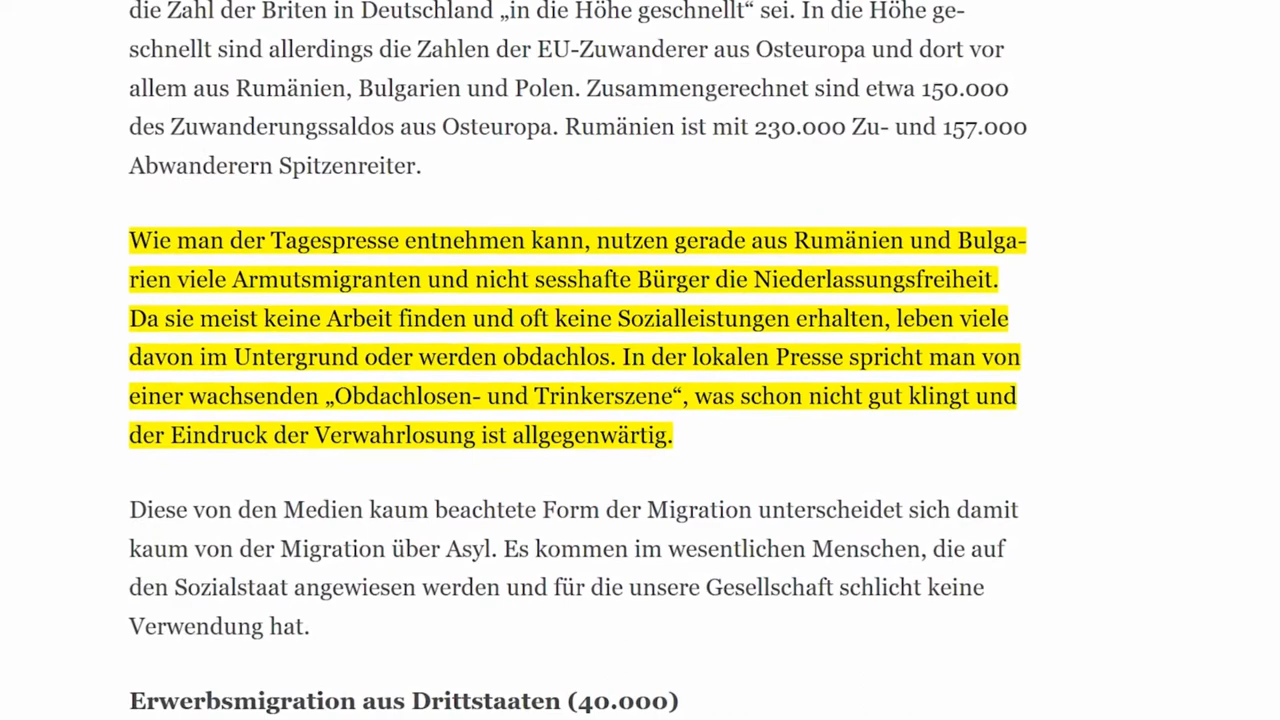 die Zahl der Briten in Deutschland „in die Höhe geschnellt“ sei. In die Höhe ge-
schnellt sind allerdings die Zahlen der EU-Zuwanderer aus Osteuropa und dort vor
allem aus Rumänien, Bulgarien und Polen. Zusammengerechnet sind etwa 150.000
des Zuwanderungssaldos aus Osteuropa. Rumänien ist mit 230.000 Zu- und 157.000
Abwanderern Spitzenreiter.
Wie man der Tagespresse entnehmen kann, nutzen gerade aus Rumänien und Bulga-
rien viele Armutsmigranten und nicht sesshafte Bürger die Niederlassungsfreiheit.
Da sie meist keine Arbeit finden und oft keine Sozialleistungen erhalten, leben viele
davon im Untergrund oder werden obdachlos. In der lokalen Presse spricht man von
einer wachsenden „Obdachlosen- und Trinkerszene“, was schon nicht gut klingt und
der Eindruck der Verwahrlosung ist allgegenwärtig.
Diese von den Medien kaum beachtete Form der Migration unterscheidet sich damit
kaum von der Migration über Asyl. Es kommen im wesentlichen Menschen, die auf
den Sozialstaat angewiesen werden und für die unsere Gesellschaft schlicht keine
Verwendung hat.
Erwerbsmigration aus Drittstaaten (40.000)